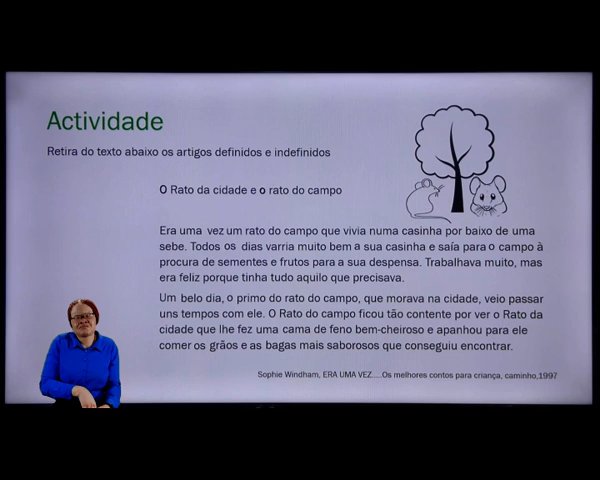 Actividade
Retira do texto abaixo os artigos definidos e indefinidos
O Rato da cidade e o rato do campo
Era uma vez um rato do campo que vivia numa casinha por baixo de uma
sebe. Todos os dias varria muito bem a sua casinha e saía para o campo à
procura de sementes e frutos para a sua despensa. Trabalhava muito, mas
era feliz porque tinha tudo aquilo que precisava.
Um belo dia, o primo do rato do campo, que morava na cidade, veio passar
uns tempos com ele. O Rato do campo ficou tão contente por ver o Rato da
cidade que lhe fez uma cama de feno bem-cheiroso e apanhou para ele
comer os grãos e as bagas mais saborosos que conseguiu encontrar.
Sophie Windham, ERA UMA VEZ....Os melhores contos para criança, caminho,1997